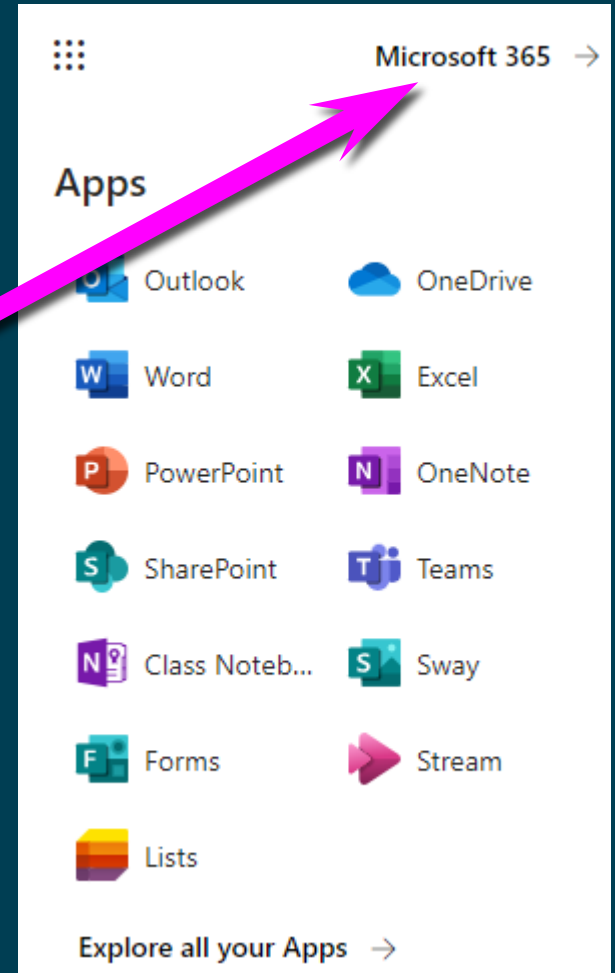 Microsoft 365 →
Apps
Outlook OneDrive
Word Excel
PowerPoint OneNote
SharePoint Teams
Class Noteb... Sway
Forms Stream
Lists
Explore all your Apps →